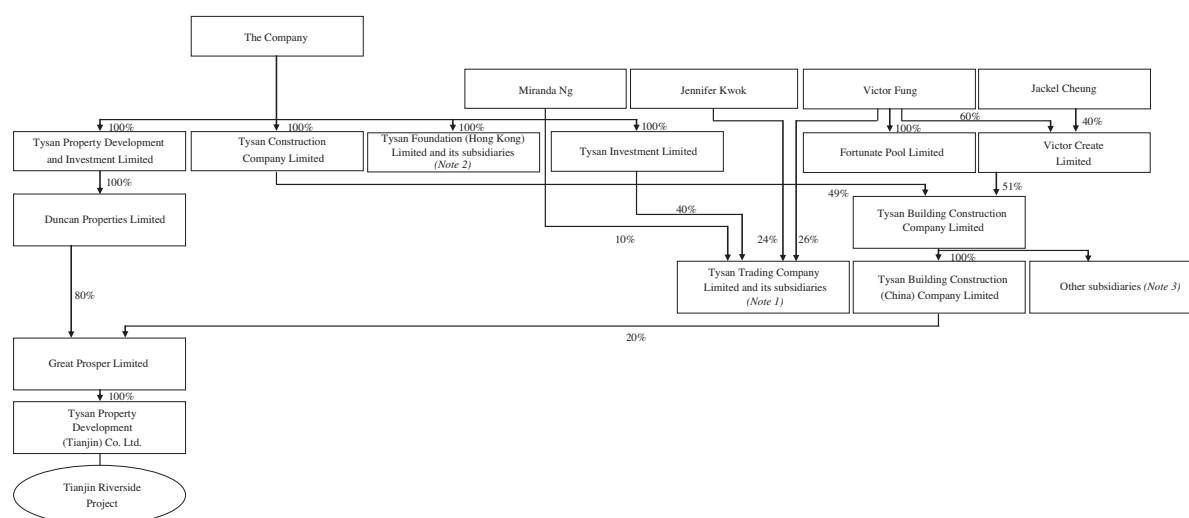 The Company
Miranda Ng
Jennifer Kwok
Victor Fung
Jackel Cheung
100%
100%
100%
100%
100%
60%
40%
Tysan Property Development
and Investment Limited
Tysan Construction
Company Limited
Tysan Foundation (Hong Kong)
Limited and its subsidiaries
(Note 2)
Tysan Investment Limited
Fortunate Pool Limited
Victor Create
Limited
100%
49%
51%
Duncan Properties Limited
40%
10%
24%
26%
Tysan Building Construction
Company Limited
100%
Tysan Trading Company
Limited and its subsidiaries
(Note 1)
Tysan Building Construction
(China) Company Limited
Other subsidiaries (Note 3)
80%
20%
Great Prosper Limited
100%
Tysan Property
Development
(Tianjin) Co. Ltd.
Tianjin Riverside
Project